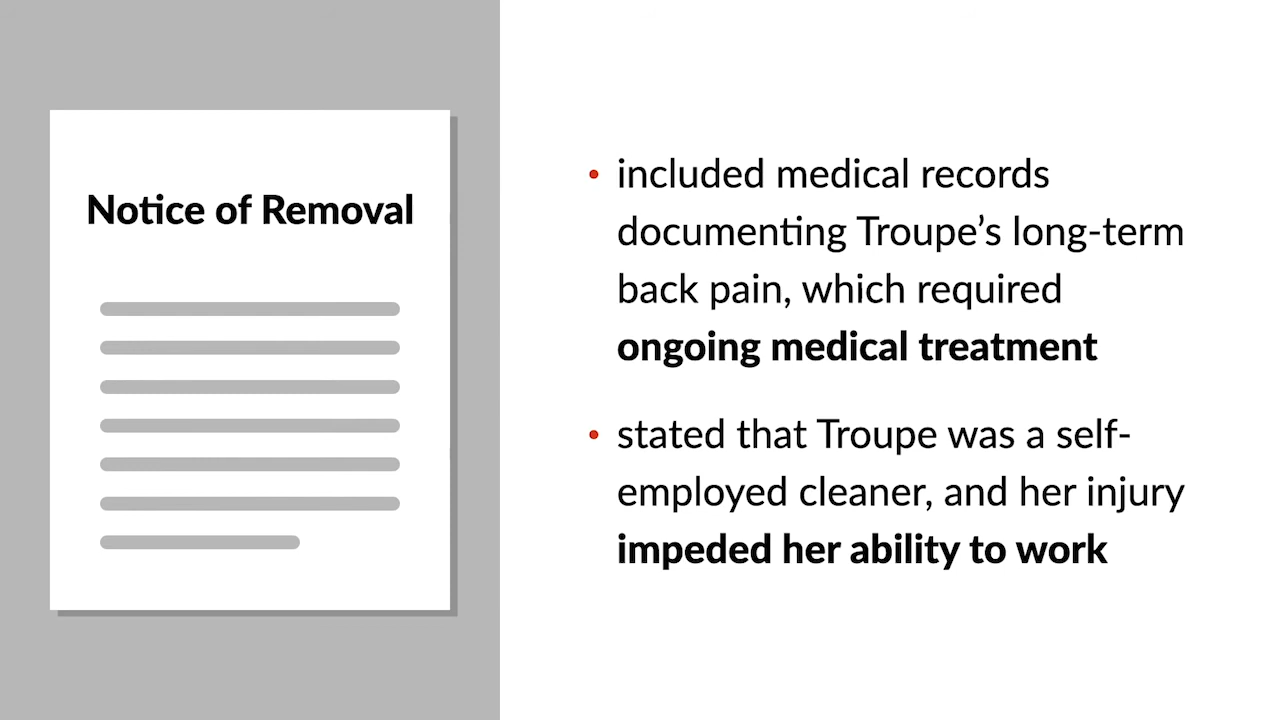 Notice of Removal
• included medical records
documenting Troupe’s long-term
back pain, which required
ongoing medical treatment
• stated that Troupe was a self-
employed cleaner, and her injury
impeded her ability to work